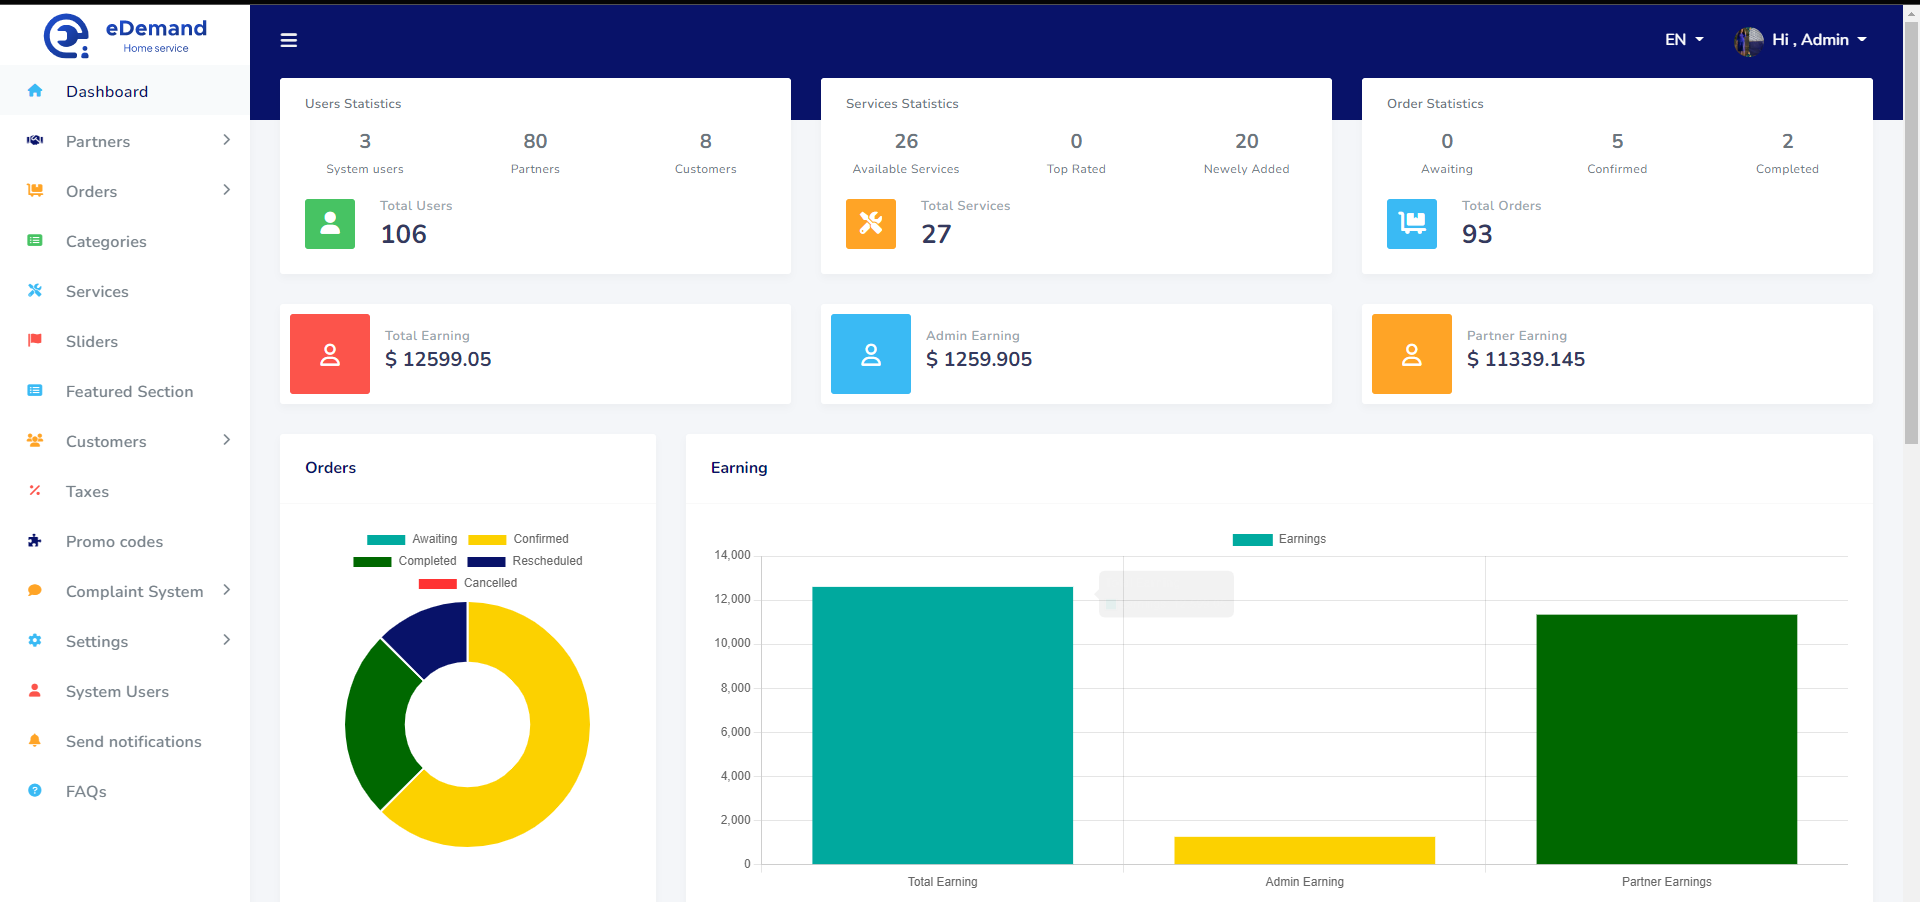 eDemand
Home service
EN
Hi , Admin
Dashboard
Partners
Orders
Categories
Services
Sliders
Featured Section
Customers
Taxes
Promo codes
Complaint System
Settings
System Users
Send notifications
FAQs
Users Statistics
3 80 8
System users Partners Customers
Total Users
106
Services Statistics
26 0 20
Available Services Top Rated Newely Added
Total Services
27
Order Statistics
0 5 2
Awaiting Confirmed Completed
Total Orders
93
Total Earning
$ 12599.05
Admin Earning
$ 1259.905
Partner Earning
$ 11339.145
Orders
Awaiting Confirmed
Completed Rescheduled
Cancelled
Earning
Earnings
14,000
12,000
10,000
8,000
6,000
4,000
2,000
0
Total Earning Admin Earning Partner Earnings